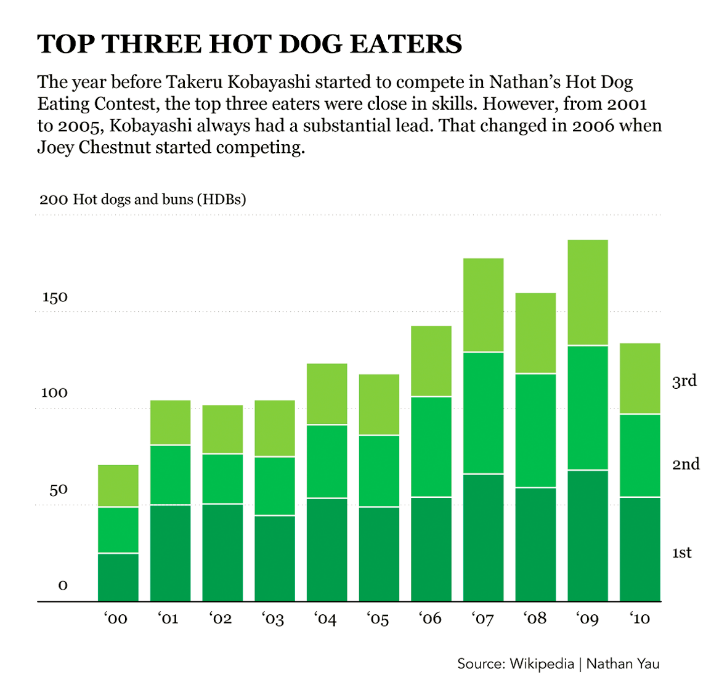 TOP THREE HOT DOG EATERS
The year before Takeru Kobayashi started to compete in Nathan’s Hot Dog
Eating Contest, the top three eaters were close in skills. However, from 2001
to 2005, Kobayashi always had a substantial lead. That changed in 2006 when
Joey Chestnut started competing.
200 Hot dogs and buns (HDBs)
150
100
50
0
3rd
2nd
1st
‘00 ‘01 ‘02 ‘03 ‘04 ‘05 ‘06 ‘07 ‘08 ‘09 ‘10
Source: Wikipedia | Nathan Yau